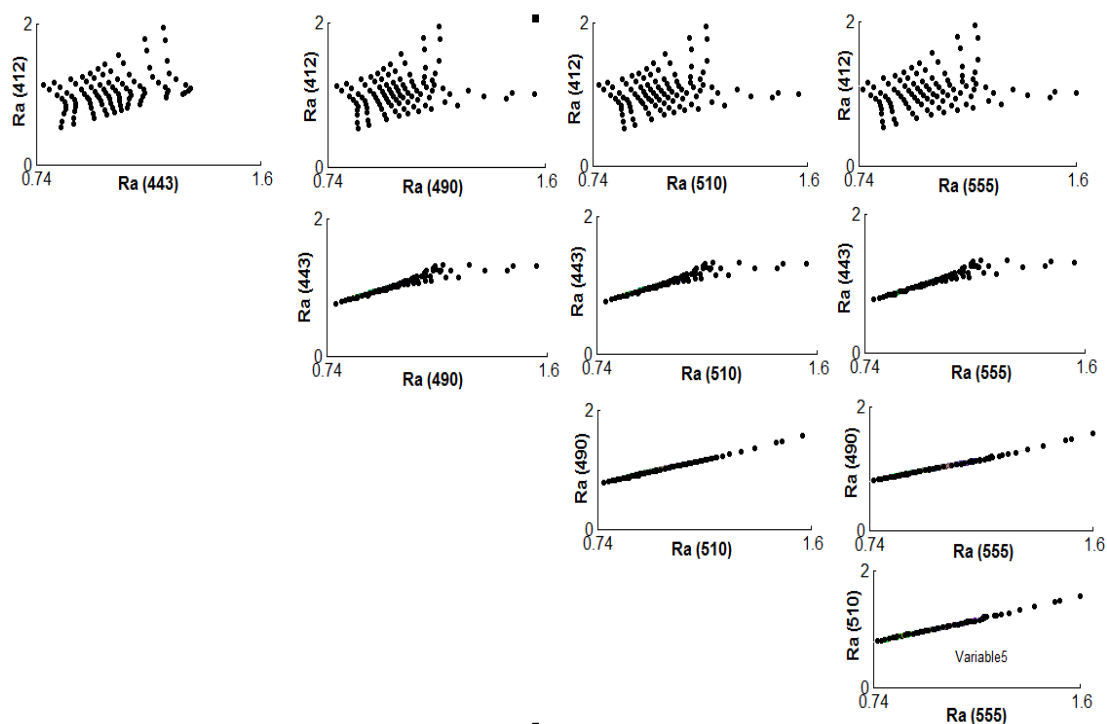 2
2
2
2
Ra (412)
Ra (412)
Ra (412)
Ra (412)
0
0
0
0
0.74
Ra (443)
1.6
0.74
Ra (490)
1.6
0.74
Ra (510)
1.6
0.74
Ra (555)
1.6
2
2
2
Ra (443)
Ra (443)
Ra (443)
0
0
0
0.74
Ra (490)
1.6
0.74
Ra (510)
1.6
0.74
Ra (555)
1.6
2
2
Ra (490)
Ra (490)
0
0
0.74
Ra (510)
1.6
0.74
Ra (555)
1.6
2
Ra (510)
Variable5
0
0.74
Ra (555)
1.6